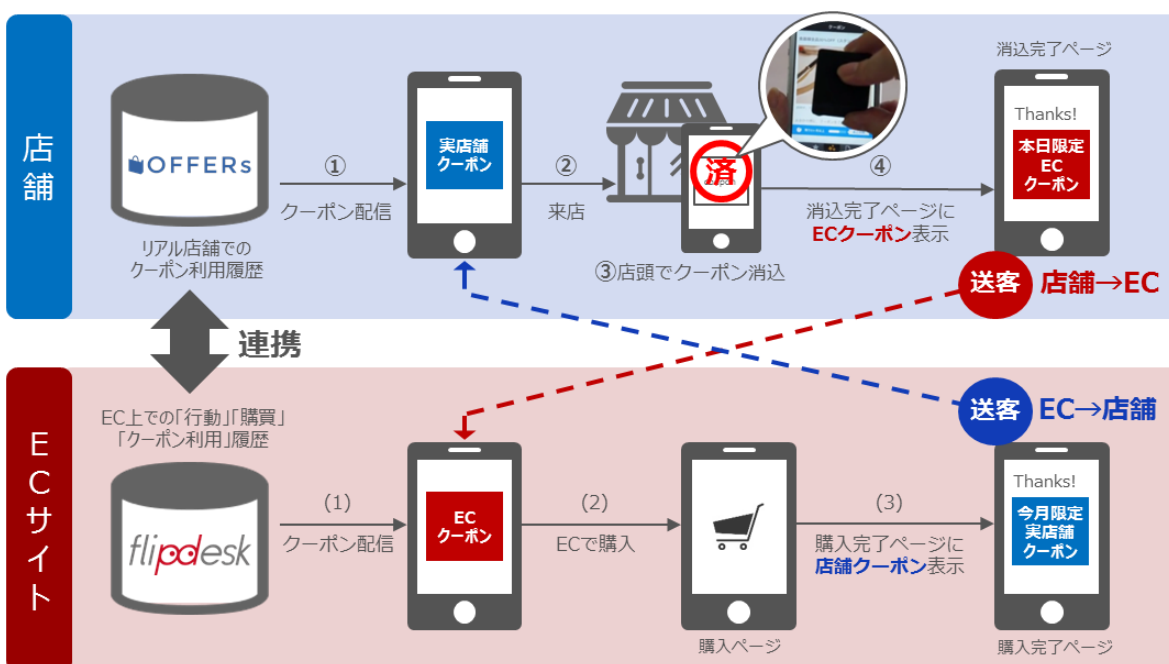 店舗
OFFERs
リアル店舗での
クーポン利用履歴
①
クーポン配信
実店舗
クーポン
②
来店
クーポン
済
③店頭でクーポン消込
④
消込完了ページに
ECクーポン表示
消込完了ページ
Thanks!
本日限定
EC
クーポン
送客
店舗→EC
連携
送客
EC→店舗
ECサイト
EC上での「行動」「購買」
「クーポン利用」履歴
flipdesk
(1)
クーポン配信
EC
クーポン
(2)
ECで購入
購入ページ
(3)
購入完了ページに
店舗クーポン表示
Thanks!
今月限定
実店舗
クーポン
購入完了ページ